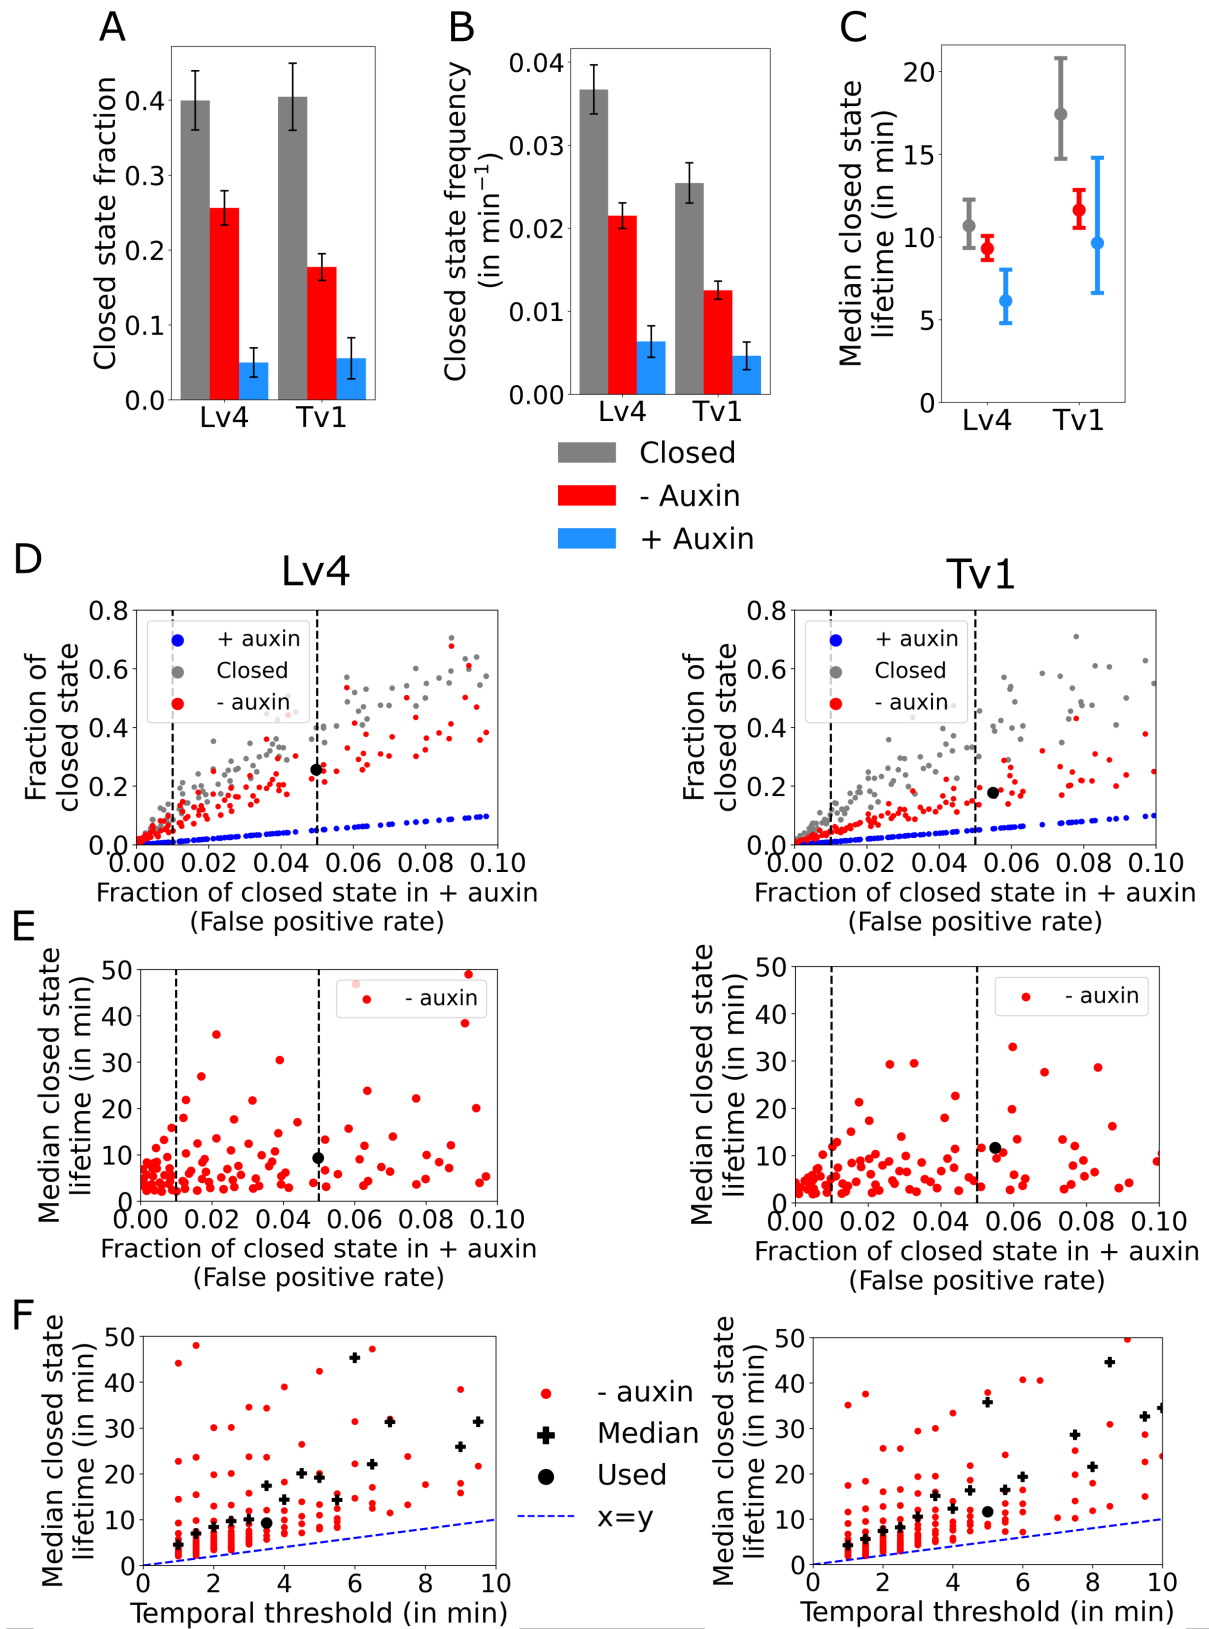 A
B
C
Closed state fraction
0.4
0.3
0.2
0.1
0.0
Lv4
Tv1
Closed state frequency
(in min⁻¹)
0.04
0.03
0.02
0.01
0.00
Lv4
Tv1
Median closed state
lifetime (in min)
20
15
10
5
0
Lv4
Tv1
Closed
- Auxin
+ Auxin
D
Lv4
Fraction of
closed state
0.8
0.6
0.4
0.2
0.0
+ auxin
Closed
- auxin
0.02
0.04
0.06
0.08
0.10
Fraction of closed state in + auxin
(False positive rate)
Tv1
Fraction of
closed state
0.8
0.6
0.4
0.2
0.0
+ auxin
Closed
- auxin
0.02
0.04
0.06
0.08
0.10
Fraction of closed state in + auxin
(False positive rate)
E
Median closed state
lifetime (in min)
50
40
30
20
10
0
- auxin
0.00
0.02
0.04
0.06
0.08
0.10
Fraction of closed state in + auxin
(False positive rate)
Median closed state
lifetime (in min)
50
40
30
20
10
0
- auxin
0.00
0.02
0.04
0.06
0.08
0.10
Fraction of closed state in + auxin
(False positive rate)
F
Median closed state
lifetime (in min)
50
40
30
20
10
0
0
2
4
6
8
10
Temporal threshold (in min)
- auxin
Median
Used
x=y
Median closed state
lifetime (in min)
50
40
30
20
10
0
0
2
4
6
8
10
Temporal threshold (in min)